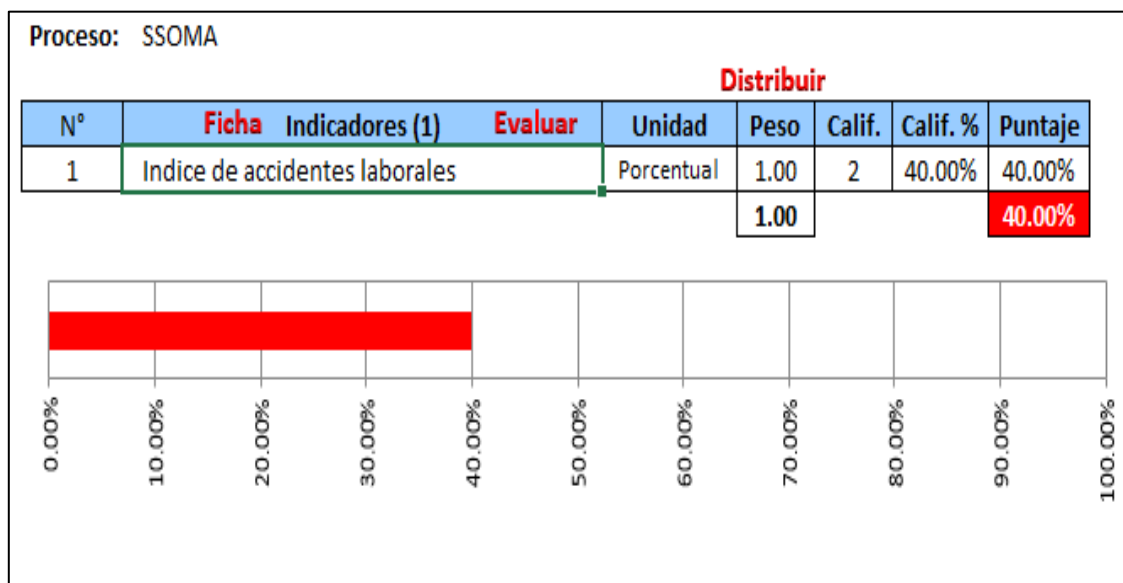 Proceso: SSOMA
Distribuir
N° Ficha Indicadores (1) Evaluar Unidad Peso Calif. Calif. % Puntaje
1 Indice de accidentes laborales Porcentual 1.00 2 40.00% 40.00%
1.00 40.00%
0.00% 10.00% 20.00% 30.00% 40.00% 50.00% 60.00% 70.00% 80.00% 90.00% 100.00%